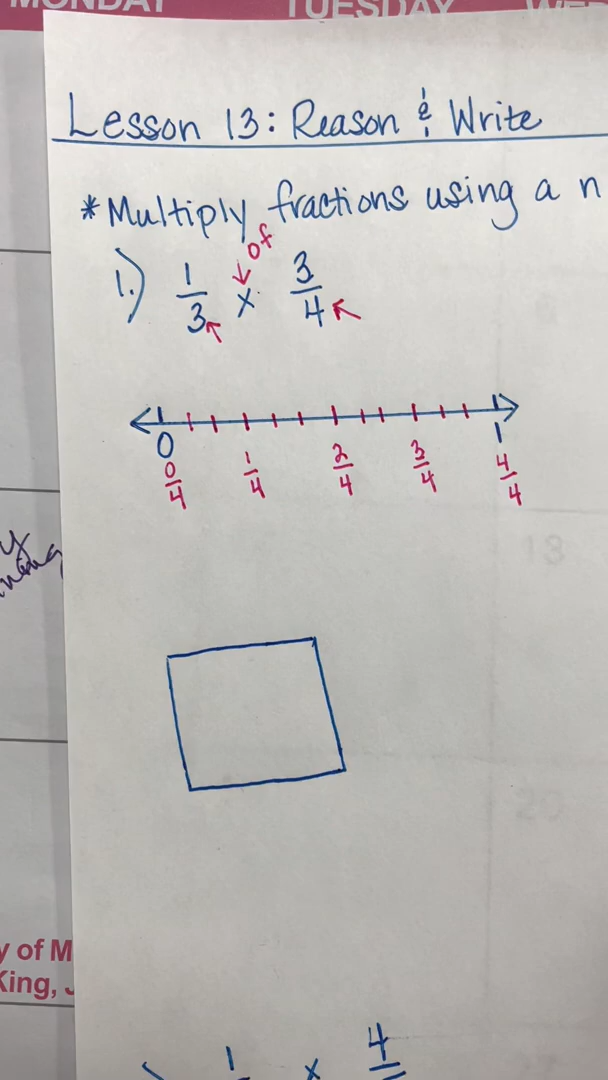 MONDAY TUESDAY
Lesson 13: Reason & Write
*Multiply fractions using a n
of
1.) 1/3 x 3/4
0 1
0/4 1/4 2/4 3/4 4/4
13
20
y of M
King, J
1 x 4